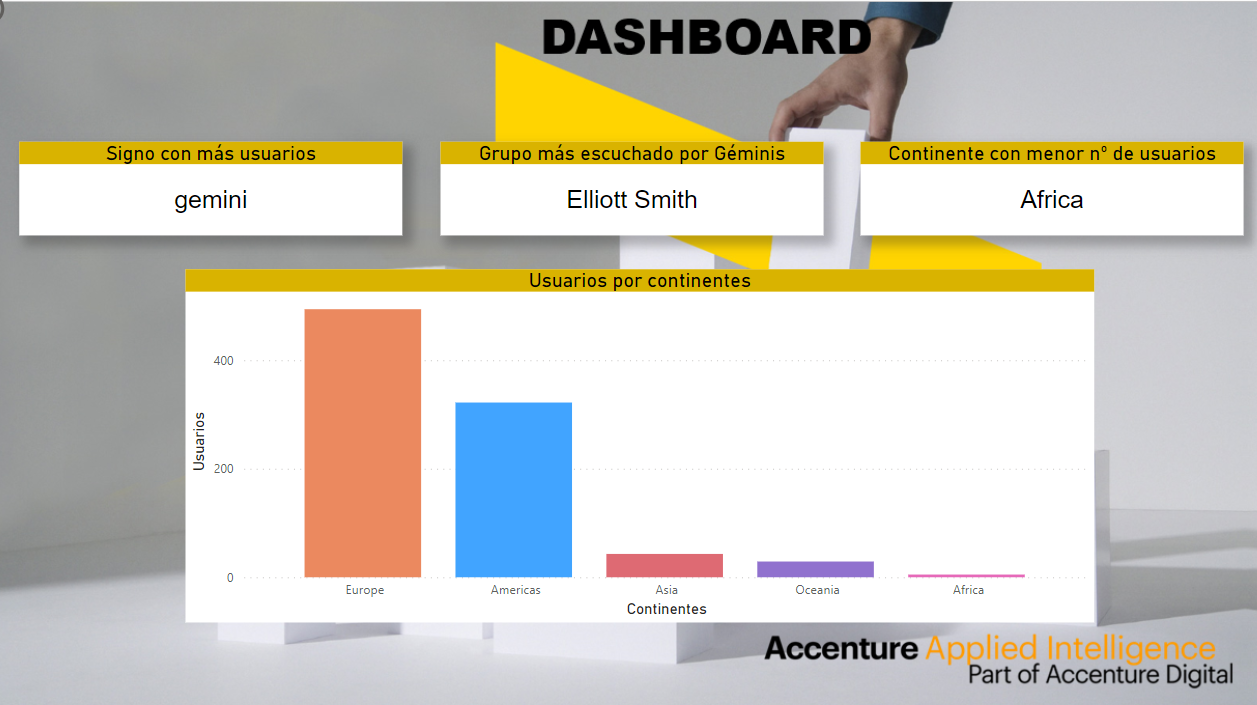 DASHBOARD
Signo con más usuarios
gemini
Grupo más escuchado por Géminis
Elliott Smith
Continente con menor nº de usuarios
Africa
Usuarios por continentes
Usuarios
400
200
0
Europe
Americas
Asia
Oceania
Africa
Continentes
Accenture Applied Intelligence
Part of Accenture Digital